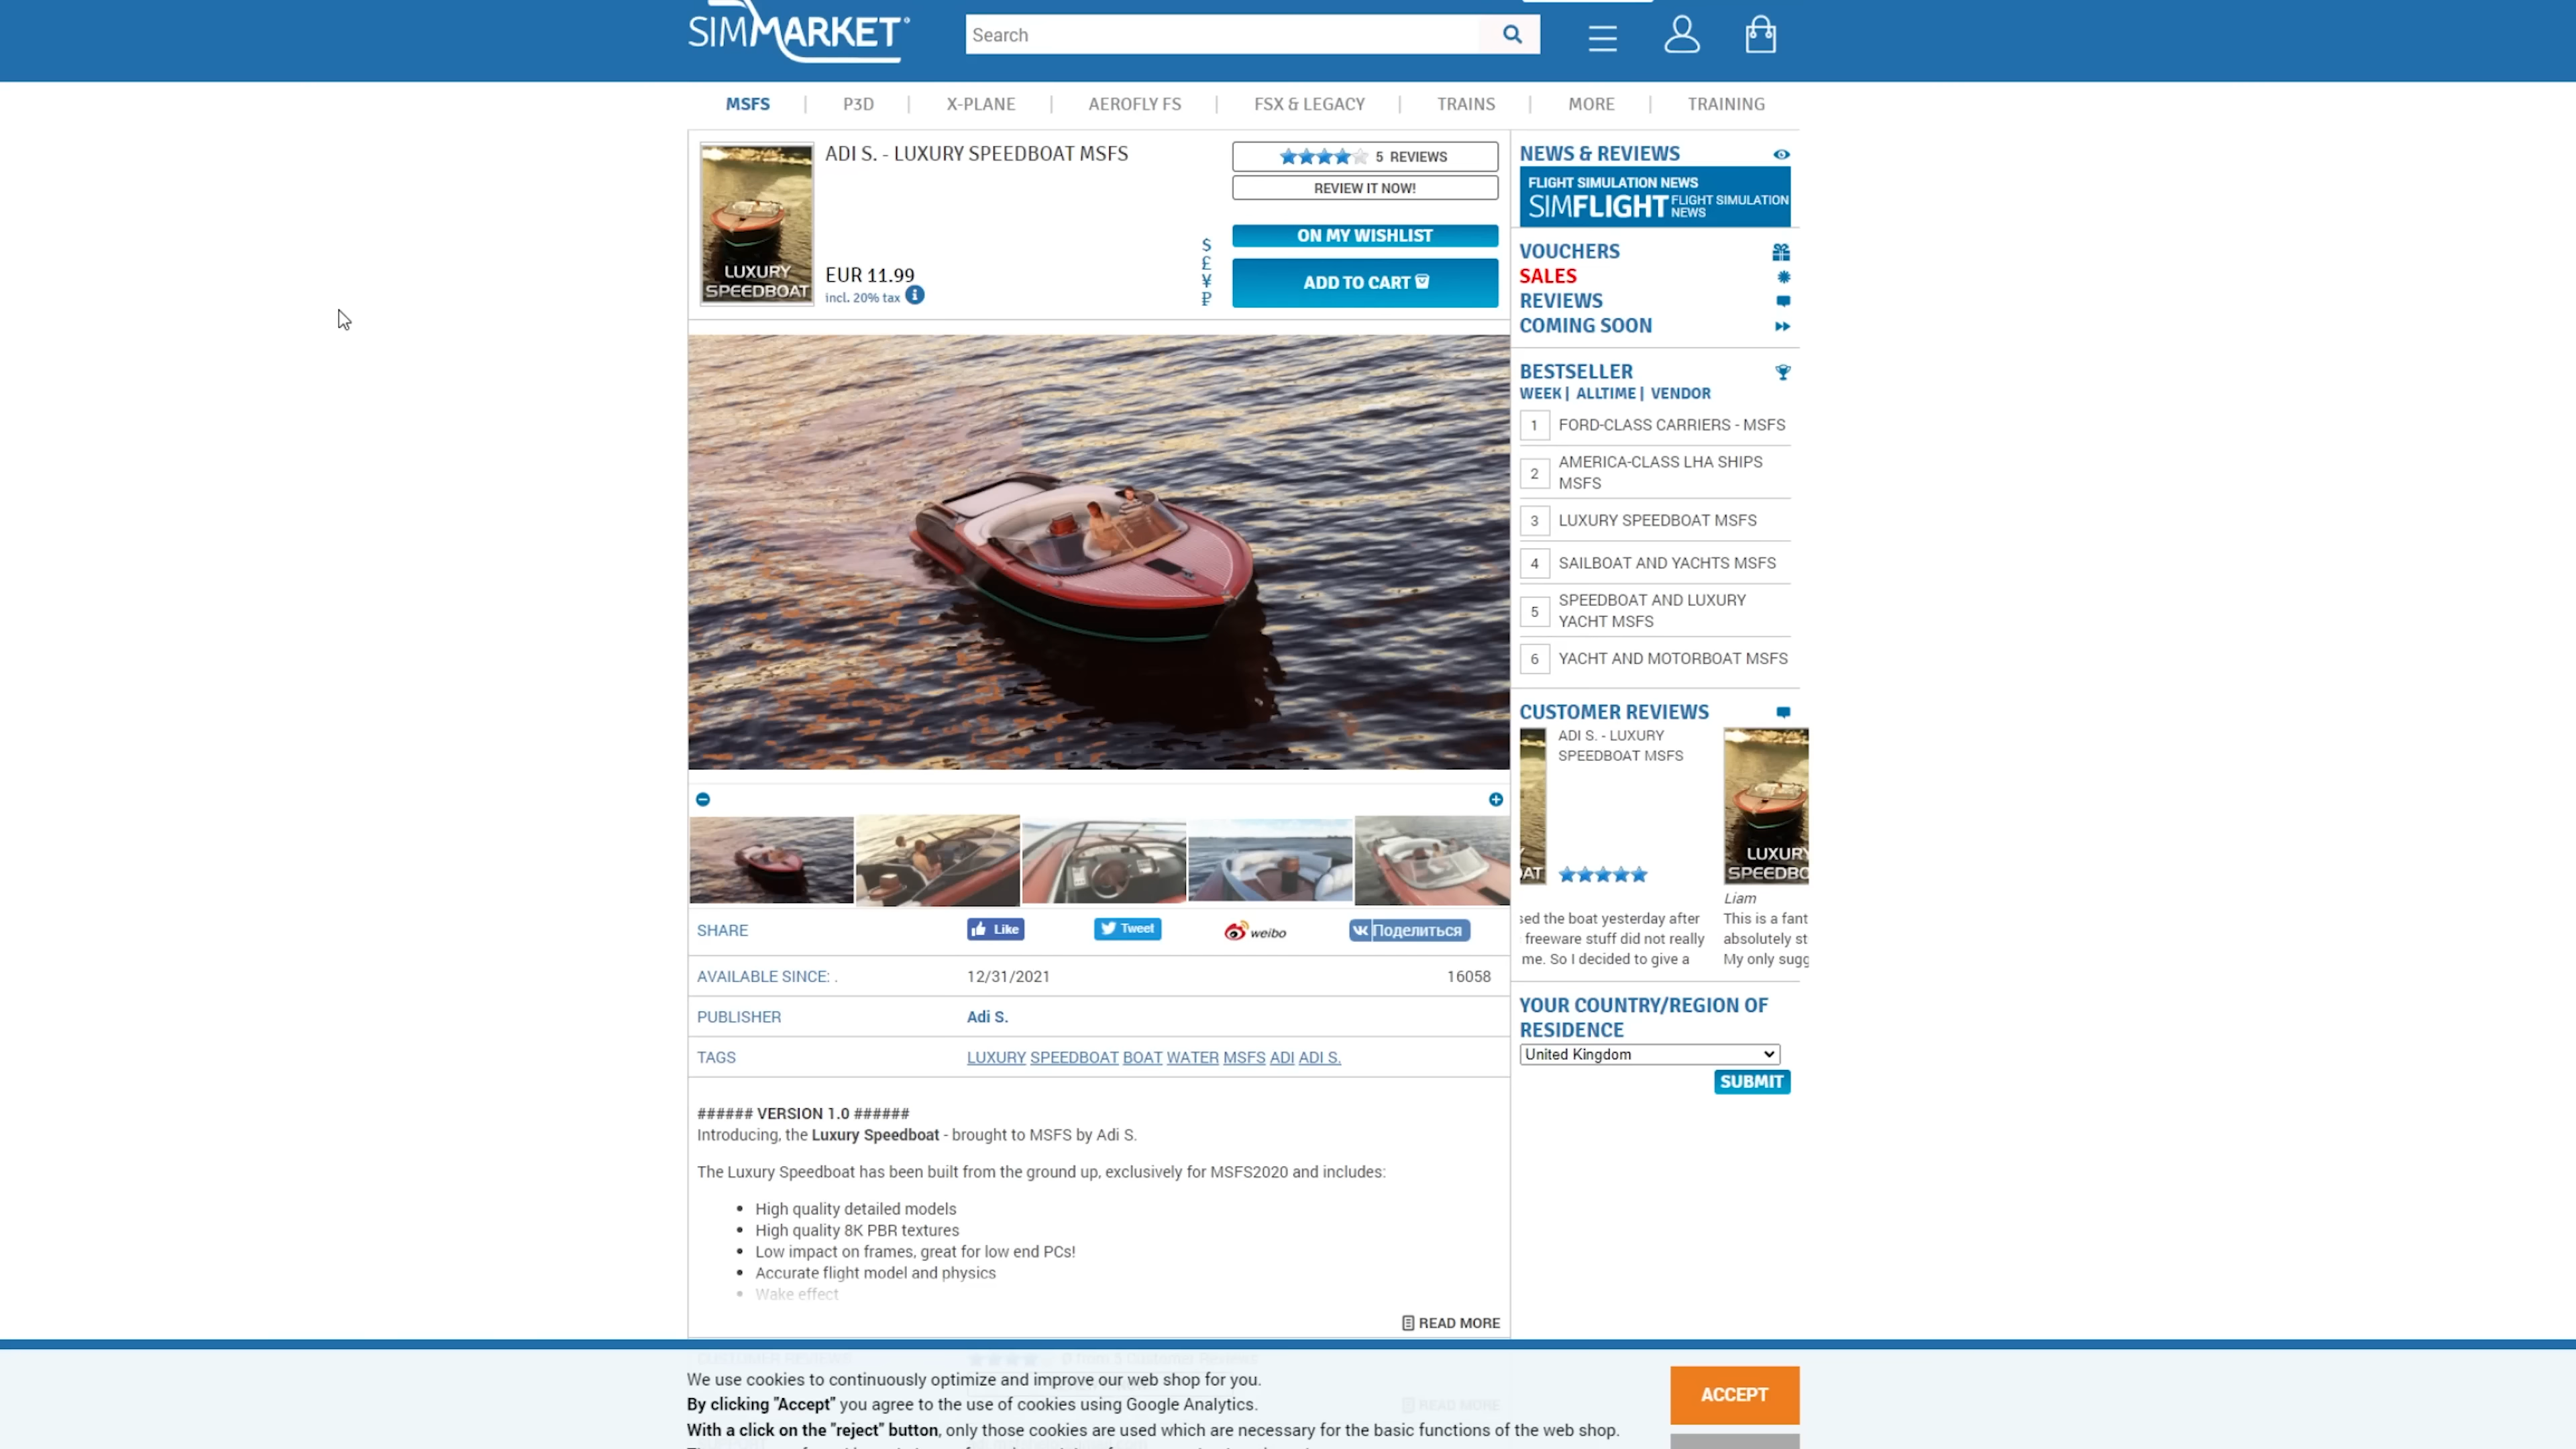 SIMMARKET
Search
MSFS
P3D
X-PLANE
AEROFLY FS
FSX & LEGACY
TRAINS
MORE
TRAINING
LUXURY
SPEEDBOAT
ADI S. - LUXURY SPEEDBOAT MSFS
EUR 11.99
incl. 20% tax
$
£
¥
₽
5 REVIEWS
REVIEW IT NOW!
ON MY WISHLIST
ADD TO CART
SHARE
Like
Tweet
weibo
Поделиться
AVAILABLE SINCE: .
12/31/2021
16058
PUBLISHER
Adi S.
TAGS
LUXURY SPEEDBOAT BOAT WATER MSFS ADI ADI S.
###### VERSION 1.0 ######
Introducing, the Luxury Speedboat - brought to MSFS by Adi S.
The Luxury Speedboat has been built from the ground up, exclusively for MSFS2020 and includes:
• High quality detailed models
• High quality 8K PBR textures
• Low impact on frames, great for low end PCs!
• Accurate flight model and physics
• Wake effect
READ MORE
NEWS & REVIEWS
FLIGHT SIMULATION NEWS
SIMFLIGHT FLIGHT SIMULATION
NEWS
VOUCHERS
SALES
REVIEWS
COMING SOON
BESTSELLER
WEEK | ALLTIME | VENDOR
1 FORD-CLASS CARRIERS - MSFS
2 AMERICA-CLASS LHA SHIPS
MSFS
3 LUXURY SPEEDBOAT MSFS
4 SAILBOAT AND YACHTS MSFS
5 SPEEDBOAT AND LUXURY
YACHT MSFS
6 YACHT AND MOTORBOAT MSFS
CUSTOMER REVIEWS
ADI S. - LUXURY
SPEEDBOAT MSFS
the boat yesterday after
freeware stuff did not really
me. So I decided to give a
Liam
This is a
absolutely
My only
YOUR COUNTRY/REGION OF
RESIDENCE
United Kingdom
SUBMIT
We use cookies to continuously optimize and improve our web shop for you.
By clicking "Accept" you agree to the use of cookies using Google Analytics.
With a click on the "reject" button, only those cookies are used which are necessary for the basic functions of the web shop.
ACCEPT